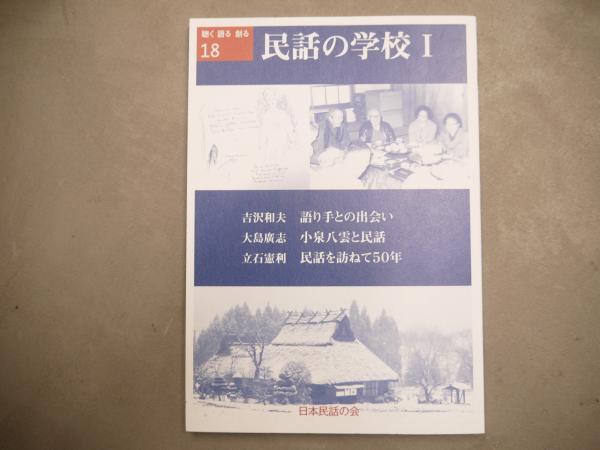 聴く 語る 創る
18
民話の学校 I
吉沢和夫 語り手との出会い
大島廣志 小泉八雲と民話
立石憲利 民話を訪ねて50年
日本民話の会